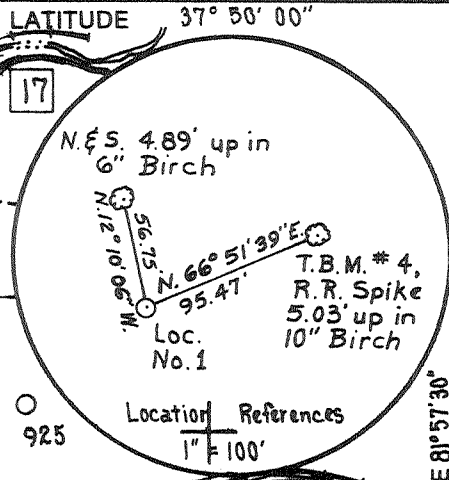 LATITUDE 37° 50' 00"
17
N. & S. 4.89' up in
6" Birch
N. 12° 10' 06" W.
56.75'
N. 66° 51' 39" E.
95.47'
T.B.M. # 4,
R.R. Spike
5.03' up in
10" Birch
Loc.
No. 1
Location References
1" = 100'
925
E 81° 57' 30"